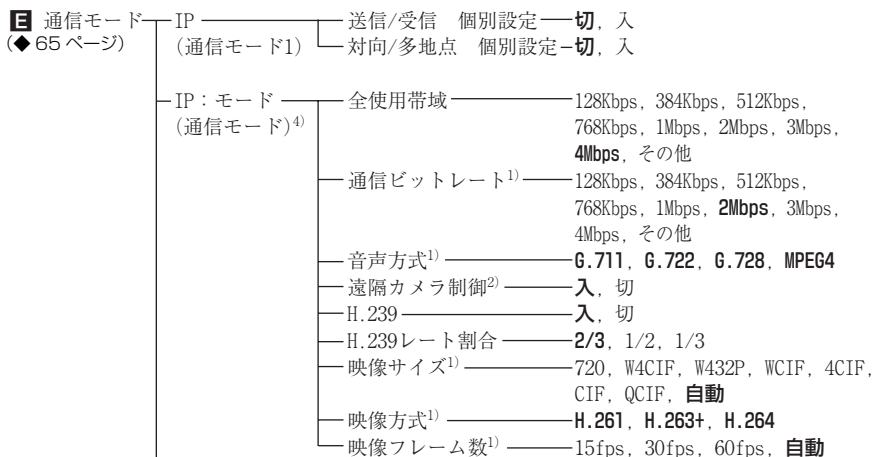 E 通信モード IP 送信/受信 個別設定 切, 入
(◆ 65 ページ) (通信モード1) 対向/多地点 個別設定 切, 入
IP：モード 全使用帯域 128Kbps, 384Kbps, 512Kbps,
(通信モード)4) 768Kbps, 1Mbps, 2Mbps, 3Mbps,
4Mbps, その他
通信ビットレート1) 128Kbps, 384Kbps, 512Kbps,
768Kbps, 1Mbps, 2Mbps, 3Mbps,
4Mbps, その他
音声方式1) G.711, G.722, G.728, MPEG4
遠隔カメラ制御2) 入, 切
H.239 入, 切
H.239レート割合 2/3, 1/2, 1/3
映像サイズ1) 720, W4CIF, W432P, WCIF, 4CIF,
CIF, QCIF, 自動
映像方式1) H.261, H.263+, H.264
映像フレーム数1) 15fps, 30fps, 60fps, 自動